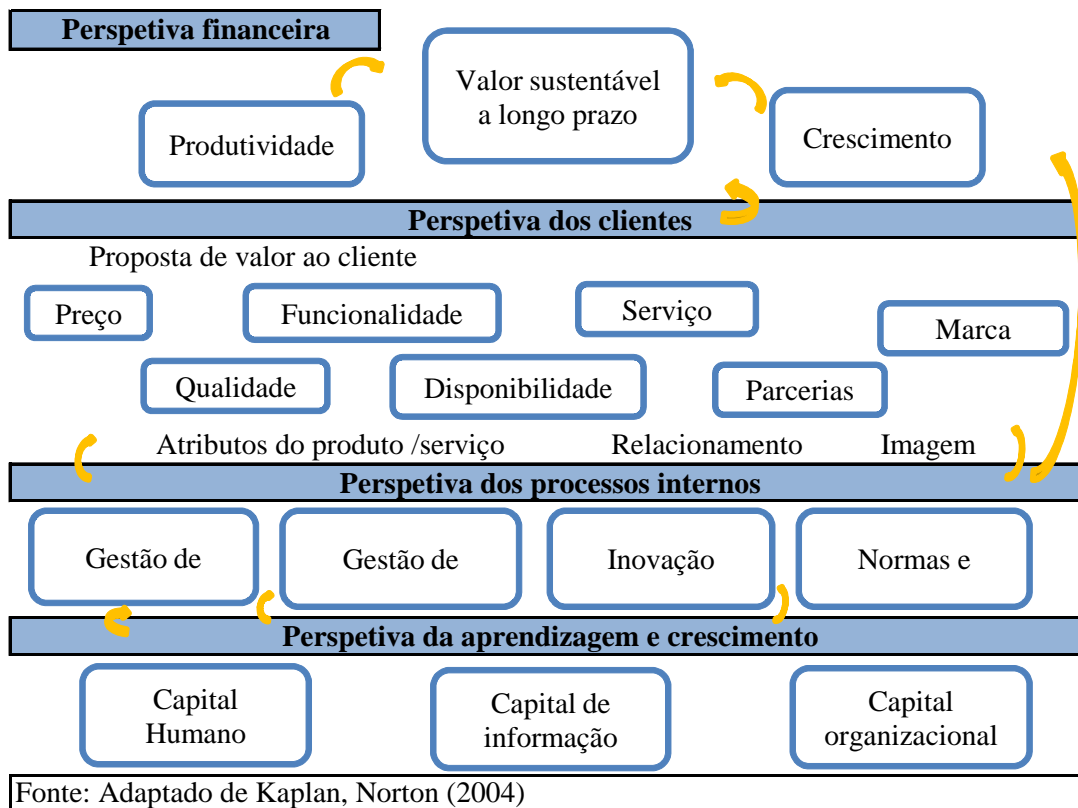 Perspetiva financeira
Valor sustentável
a longo prazo
Produtividade
Crescimento
Perspetiva dos clientes
Proposta de valor ao cliente
Preço
Funcionalidade
Serviço
Marca
Qualidade
Disponibilidade
Parcerias
Atributos do produto /serviço
Relacionamento
Imagem
Perspetiva dos processos internos
Gestão de
Gestão de
Inovação
Normas e
Perspetiva da aprendizagem e crescimento
Capital
Humano
Capital de
informação
Capital
organizacional
Fonte: Adaptado de Kaplan, Norton (2004)